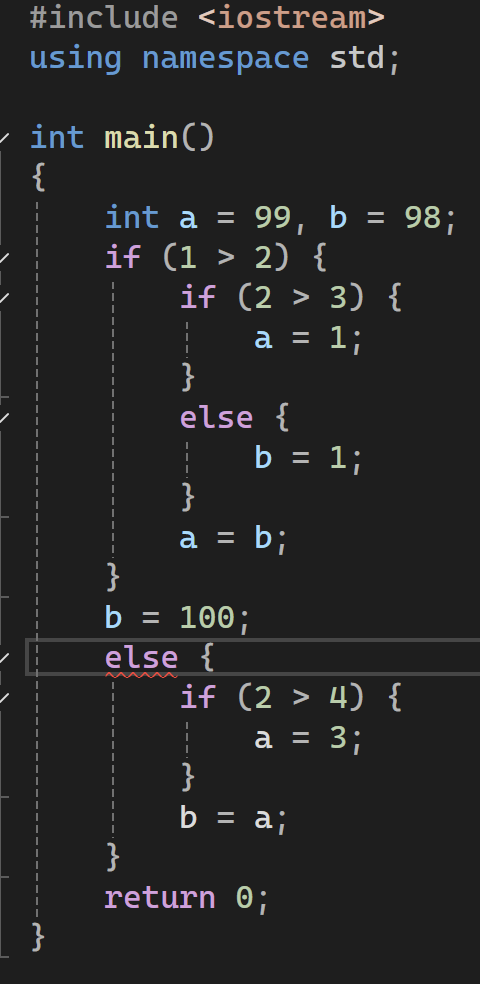 #include <iostream>
using namespace std;
int main()
{
int a = 99, b = 98;
if (1 > 2) {
if (2 > 3) {
a = 1;
}
else {
b = 1;
}
a = b;
}
b = 100;
else {
if (2 > 4) {
a = 3;
}
b = a;
}
return 0;
}